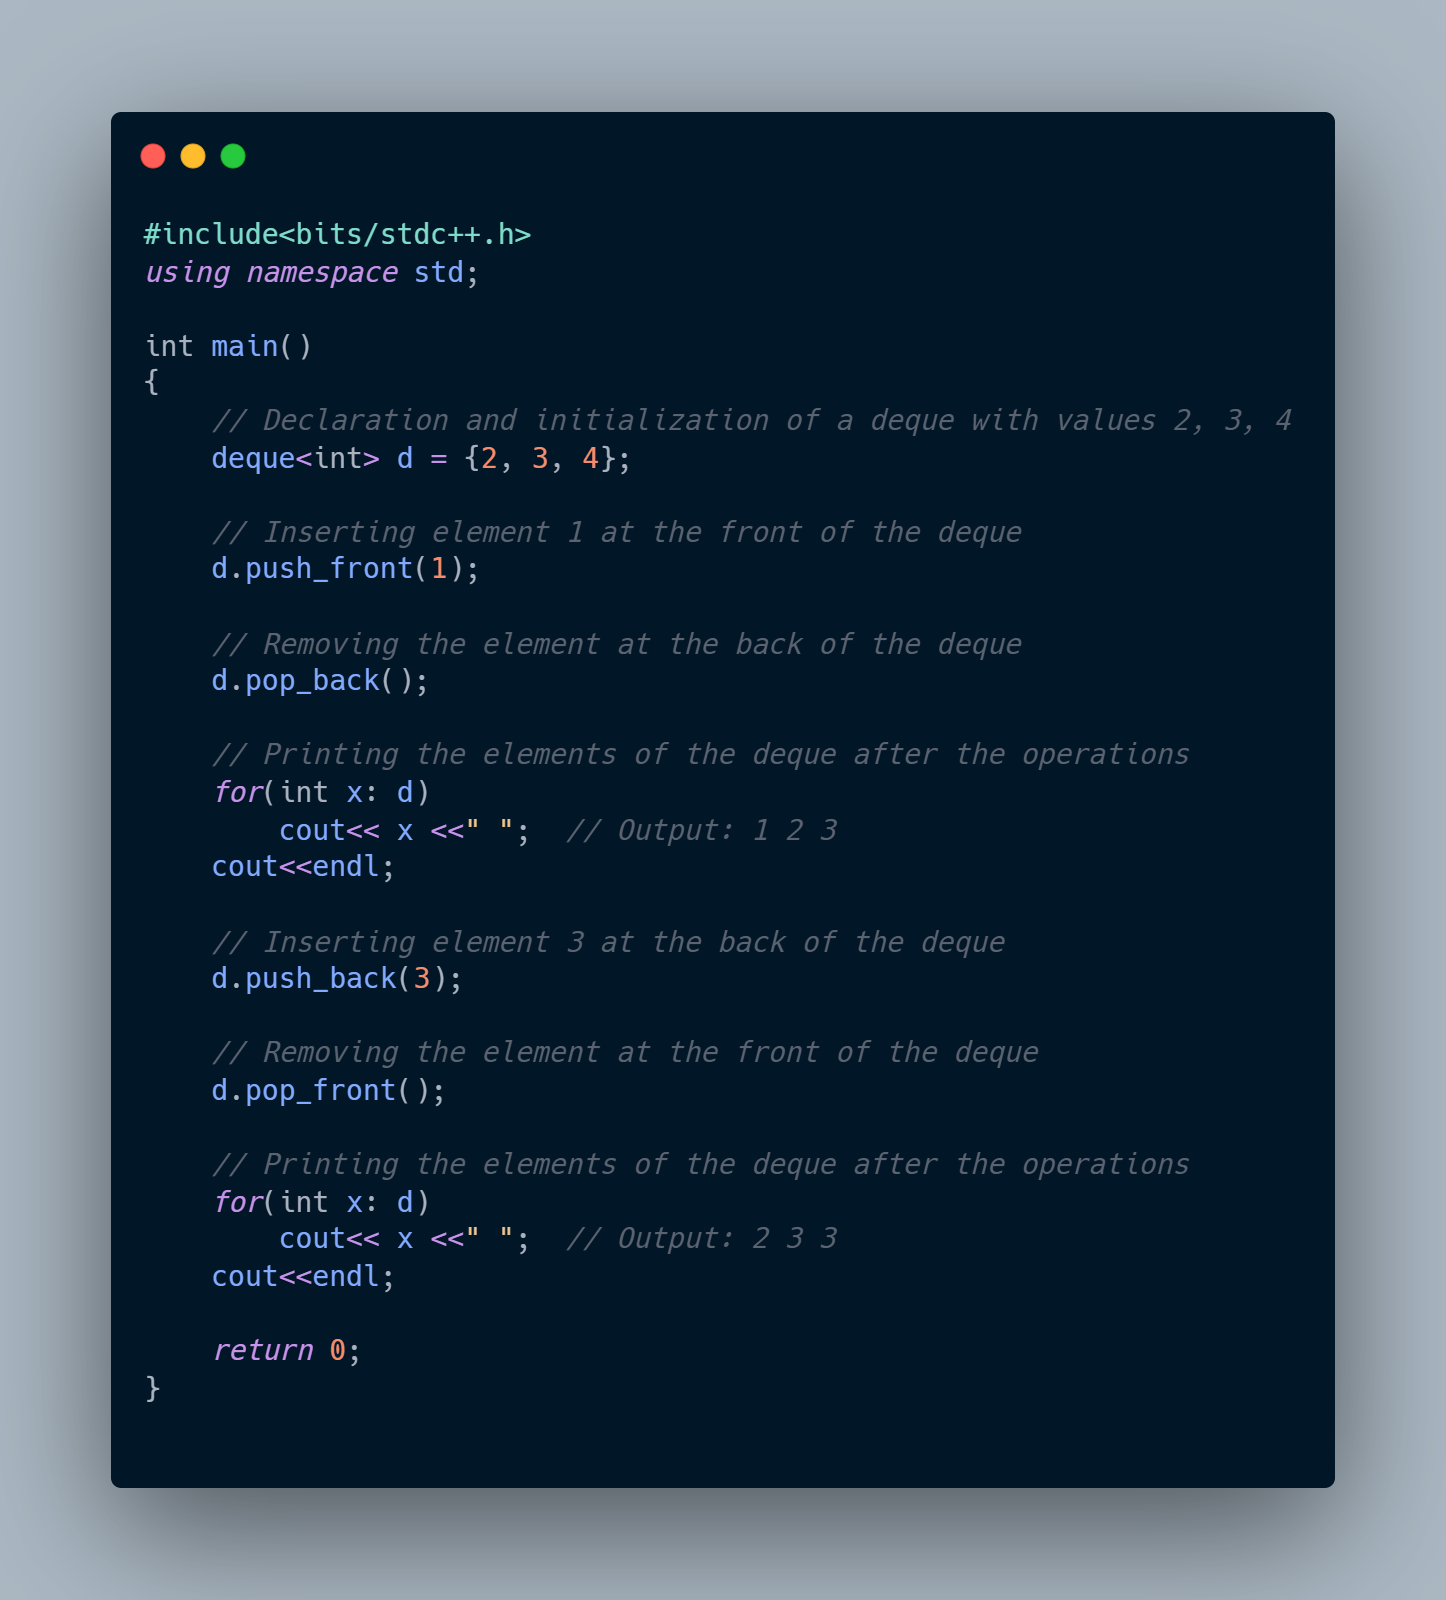 #include<bits/stdc++.h>
using namespace std;

int main()
{
    // Declaration and initialization of a deque with values 2, 3, 4
    deque<int> d = {2, 3, 4};

    // Inserting element 1 at the front of the deque
    d.push_front(1);

    // Removing the element at the back of the deque
    d.pop_back();

    // Printing the elements of the deque after the operations
    for(int x: d)
        cout<< x <<" ";  // Output: 1 2 3
    cout<<endl;

    // Inserting element 3 at the back of the deque
    d.push_back(3);

    // Removing the element at the front of the deque
    d.pop_front();

    // Printing the elements of the deque after the operations
    for(int x: d)
        cout<< x <<" ";  // Output: 2 3 3
    cout<<endl;

    return 0;
}